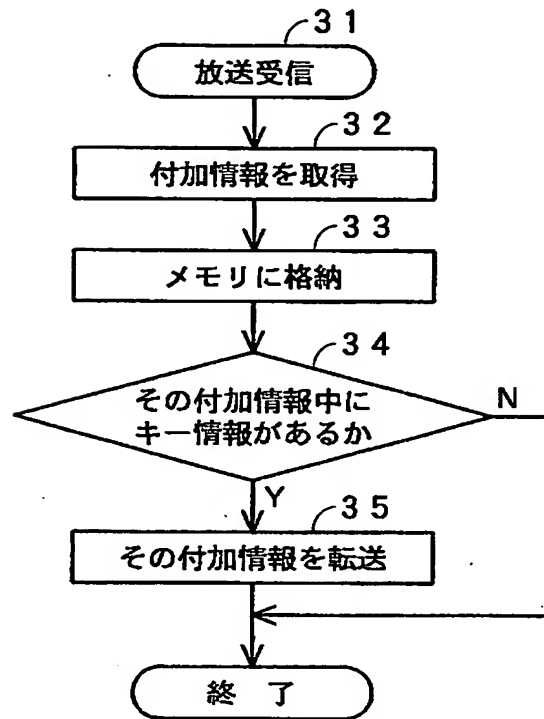 31
放送受信
32
付加情報を取得
33
メモリに格納
34
その付加情報中に
キー情報があるか
N
Y
35
その付加情報を転送
終 了